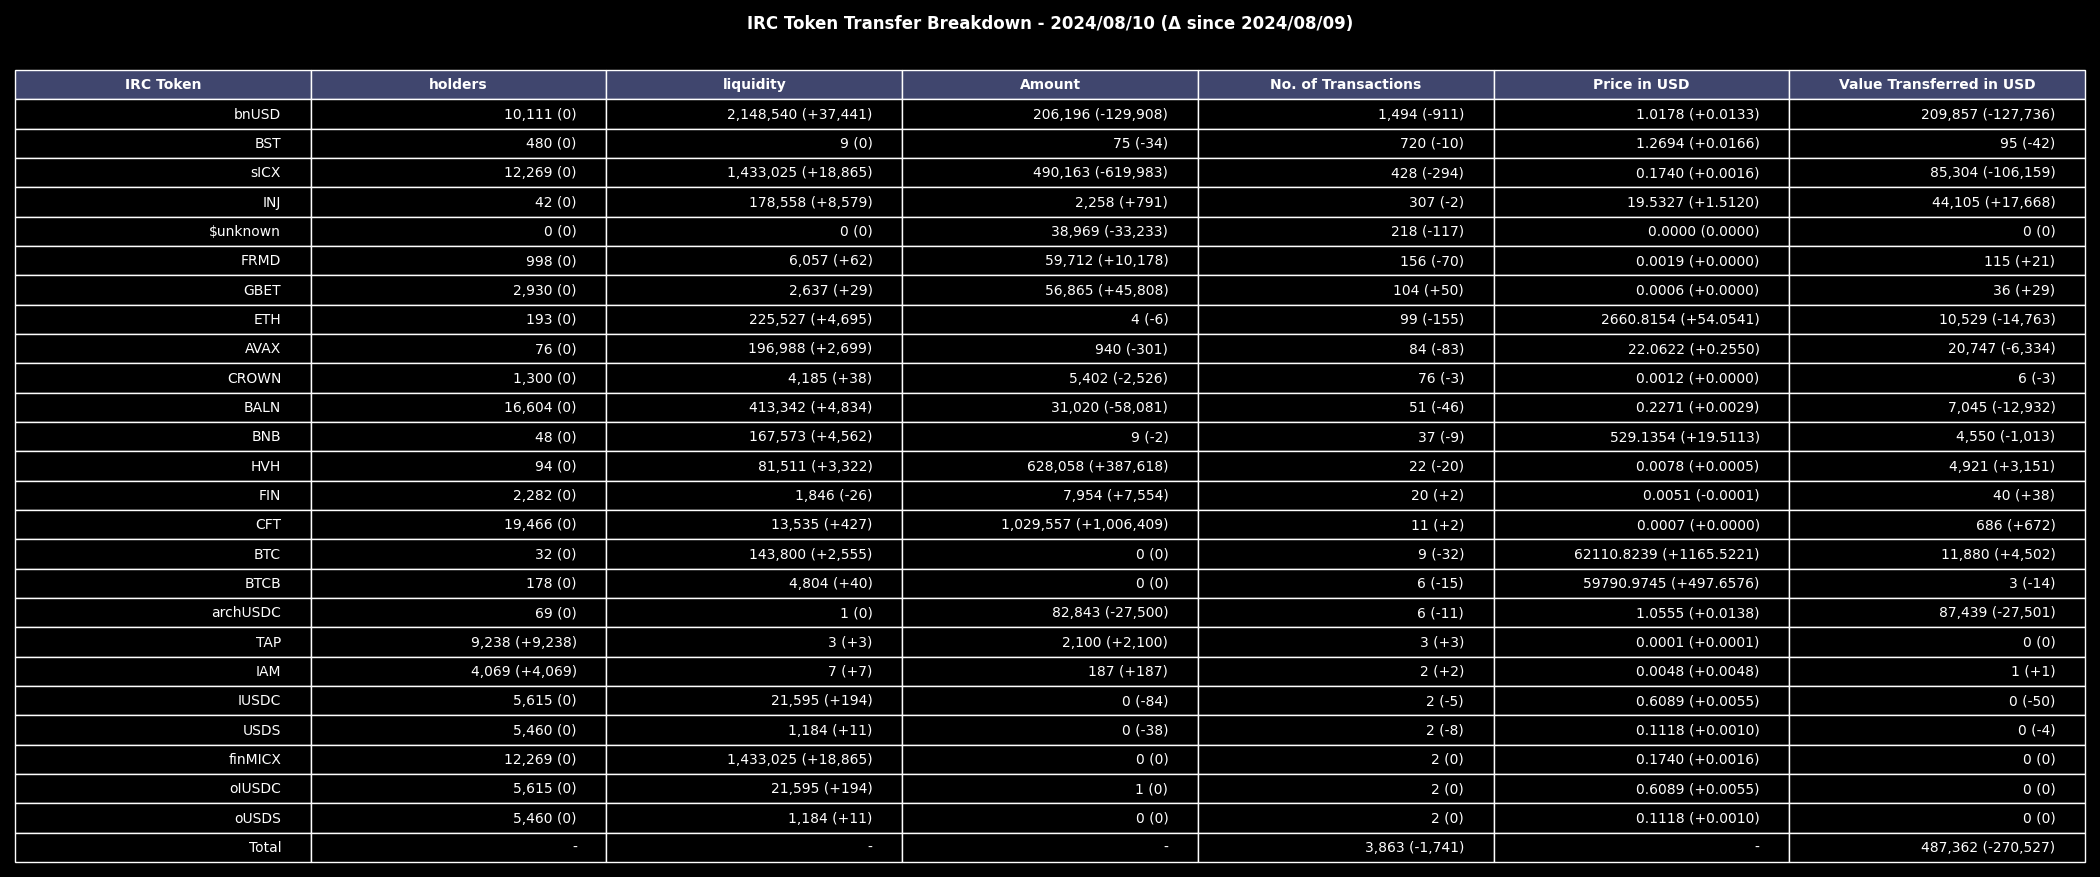 IRC Token Transfer Breakdown - 2024/08/10 (Δ since 2024/08/09)
IRC Token holders liquidity Amount No. of Transactions Price in USD Value Transferred in USD
bnUSD 10,111 (0) 2,148,540 (+37,441) 206,196 (-129,908) 1,494 (-911) 1.0178 (+0.0133) 209,857 (-127,736)
BST 480 (0) 9 (0) 75 (-34) 720 (-10) 1.2694 (+0.0166) 95 (-42)
sICX 12,269 (0) 1,433,025 (+18,865) 490,163 (-619,983) 428 (-294) 0.1740 (+0.0016) 85,304 (-106,159)
INJ 42 (0) 178,558 (+8,579) 2,258 (+791) 307 (-2) 19.5327 (+1.5120) 44,105 (+17,668)
$unknown 0 (0) 0 (0) 38,969 (-33,233) 218 (-117) 0.0000 (0.0000) 0 (0)
FRMD 998 (0) 6,057 (+62) 59,712 (+10,178) 156 (-70) 0.0019 (+0.0000) 115 (+21)
GBET 2,930 (0) 2,637 (+29) 56,865 (+45,808) 104 (+50) 0.0006 (+0.0000) 36 (+29)
ETH 193 (0) 225,527 (+4,695) 4 (-6) 99 (-155) 2660.8154 (+54.0541) 10,529 (-14,763)
AVAX 76 (0) 196,988 (+2,699) 940 (-301) 84 (-83) 22.0622 (+0.2550) 20,747 (-6,334)
CROWN 1,300 (0) 4,185 (+38) 5,402 (-2,526) 76 (-3) 0.0012 (+0.0000) 6 (-3)
BALN 16,604 (0) 413,342 (+4,834) 31,020 (-58,081) 51 (-46) 0.2271 (+0.0029) 7,045 (-12,932)
BNB 48 (0) 167,573 (+4,562) 9 (-2) 37 (-9) 529.1354 (+19.5113) 4,550 (-1,013)
HVH 94 (0) 81,511 (+3,322) 628,058 (+387,618) 22 (-20) 0.0078 (+0.0005) 4,921 (+3,151)
FIN 2,282 (0) 1,846 (-26) 7,954 (+7,554) 20 (+2) 0.0051 (-0.0001) 40 (+38)
CFT 19,466 (0) 13,535 (+427) 1,029,557 (+1,006,409) 11 (+2) 0.0007 (+0.0000) 686 (+672)
BTC 32 (0) 143,800 (+2,555) 0 (0) 9 (-32) 62110.8239 (+1165.5221) 11,880 (+4,502)
BTCB 178 (0) 4,804 (+40) 0 (0) 6 (-15) 59790.9745 (+497.6576) 3 (-14)
archUSDC 69 (0) 1 (0) 82,843 (-27,500) 6 (-11) 1.0555 (+0.0138) 87,439 (-27,501)
TAP 9,238 (+9,238) 3 (+3) 2,100 (+2,100) 3 (+3) 0.0001 (+0.0001) 0 (0)
IAM 4,069 (+4,069) 7 (+7) 187 (+187) 2 (+2) 0.0048 (+0.0048) 1 (+1)
IUSDC 5,615 (0) 21,595 (+194) 0 (-84) 2 (-5) 0.6089 (+0.0055) 0 (-50)
USDS 5,460 (0) 1,184 (+11) 0 (-38) 2 (-8) 0.1118 (+0.0010) 0 (-4)
finMICX 12,269 (0) 1,433,025 (+18,865) 0 (0) 2 (0) 0.1740 (+0.0016) 0 (0)
oIUSDC 5,615 (0) 21,595 (+194) 1 (0) 2 (0) 0.6089 (+0.0055) 0 (0)
oUSDS 5,460 (0) 1,184 (+11) 0 (0) 2 (0) 0.1118 (+0.0010) 0 (0)
Total - - - 3,863 (-1,741) - 487,362 (-270,527)